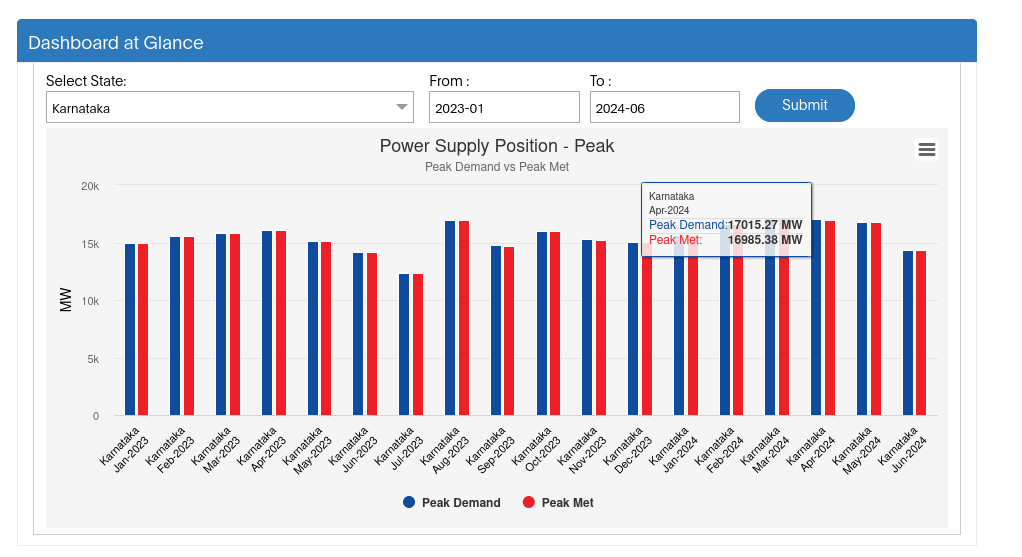 Dashboard at Glance
Select State:
From :
To :
Karnataka
2023-01
2024-06
Submit
Power Supply Position - Peak
Peak Demand vs Peak Met
Karnataka
Apr-2024
Peak Demand:17015.27 MW
Peak Met: 16985.38 MW
20k
15k
10k
5k
0
MW
Karnataka
Jan-2023
Karnataka
Feb-2023
Karnataka
Mar-2023
Karnataka
Apr-2023
Karnataka
May-2023
Karnataka
Jun-2023
Karnataka
Jul-2023
Karnataka
Aug-2023
Karnataka
Sep-2023
Karnataka
Oct-2023
Karnataka
Nov-2023
Karnataka
Dec-2023
Karnataka
Jan-2024
Karnataka
Feb-2024
Karnataka
Mar-2024
Karnataka
Apr-2024
Karnataka
May-2024
Karnataka
Jun-2024
Peak Demand
Peak Met